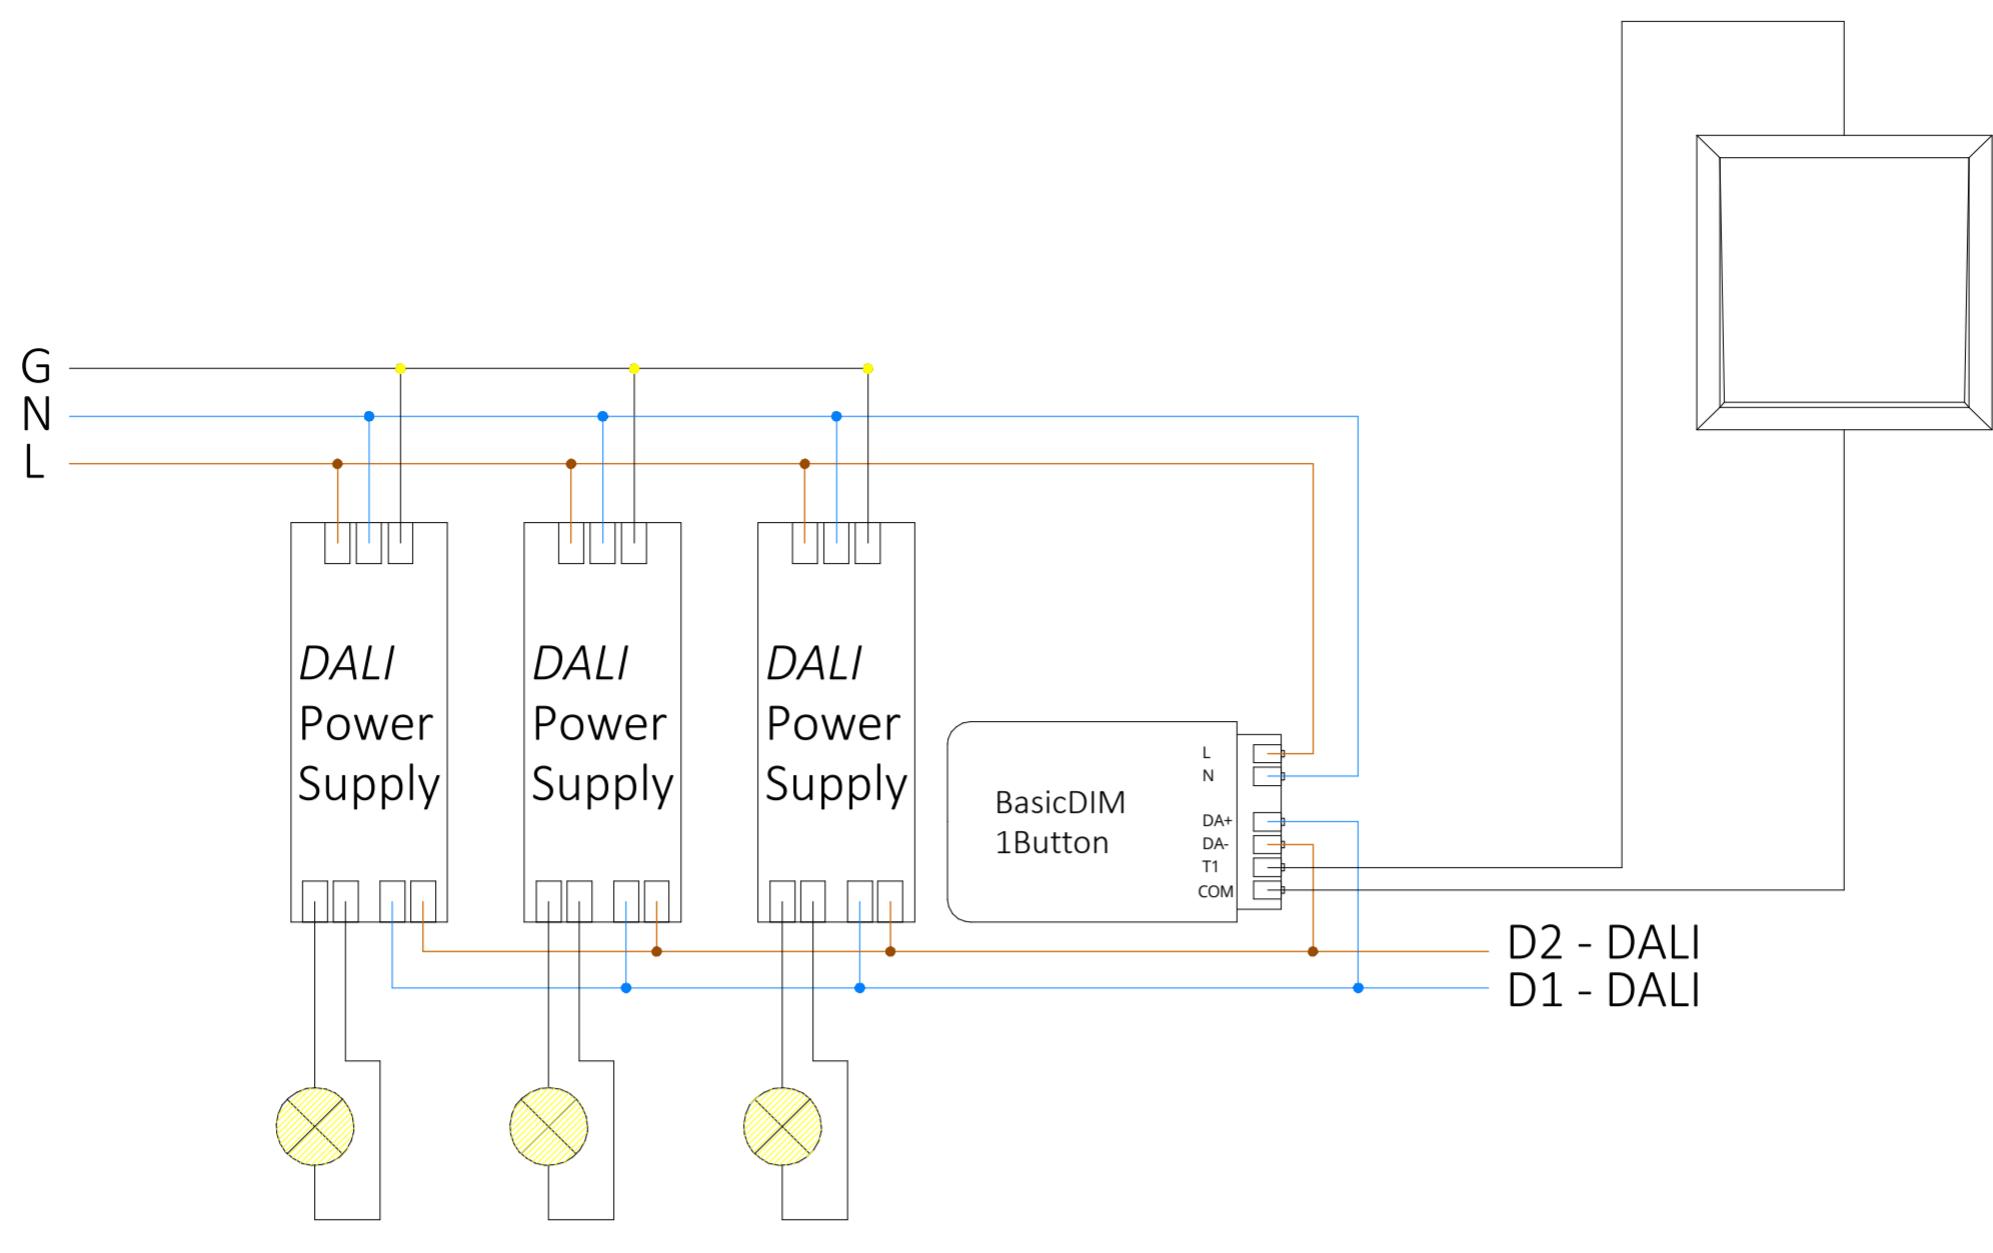 G
N
L
DALI
Power
Supply
DALI
Power
Supply
DALI
Power
Supply
BasicDIM
1Button
L
N
DA+
DA-
T1
COM
D2 - DALI
D1 - DALI